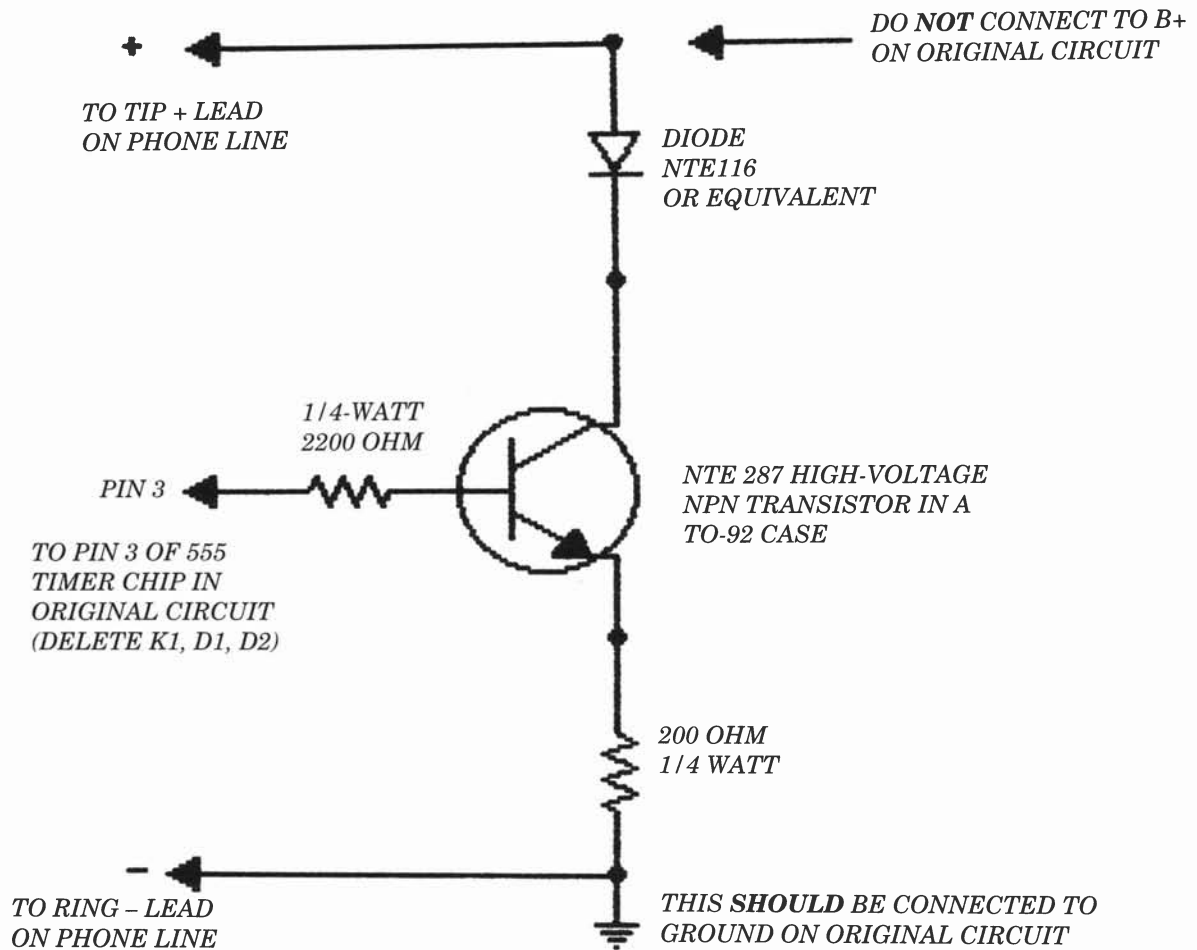 +
DO NOT CONNECT TO B+
ON ORIGINAL CIRCUIT
TO TIP + LEAD
ON PHONE LINE
DIODE
NTE116
OR EQUIVALENT
1/4-WATT
2200 OHM
PIN 3
NTE 287 HIGH-VOLTAGE
NPN TRANSISTOR IN A
TO-92 CASE
TO PIN 3 OF 555
TIMER CHIP IN
ORIGINAL CIRCUIT
(DELETE K1, D1, D2)
200 OHM
1/4 WATT
–
TO RING – LEAD
ON PHONE LINE
THIS SHOULD BE CONNECTED TO
GROUND ON ORIGINAL CIRCUIT